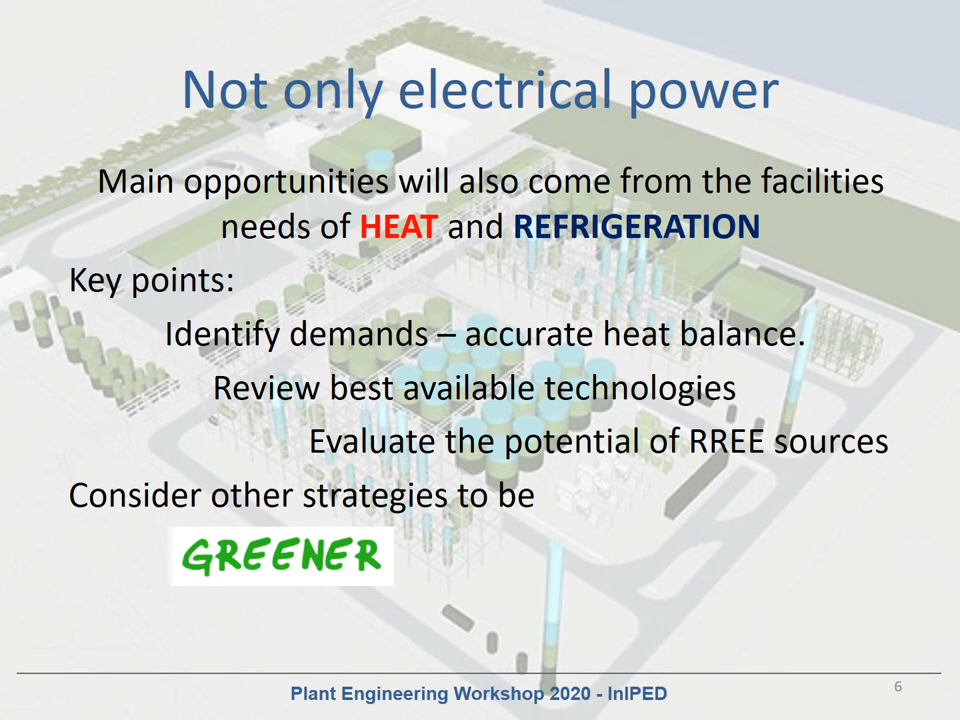 Not only electrical power
Main opportunities will also come from the facilities
needs of HEAT and REFRIGERATION
Key points:
Identify demands – accurate heat balance.
Review best available technologies
Evaluate the potential of RREE sources
Consider other strategies to be
GREENER
Plant Engineering Workshop 2020 - InIPED
6